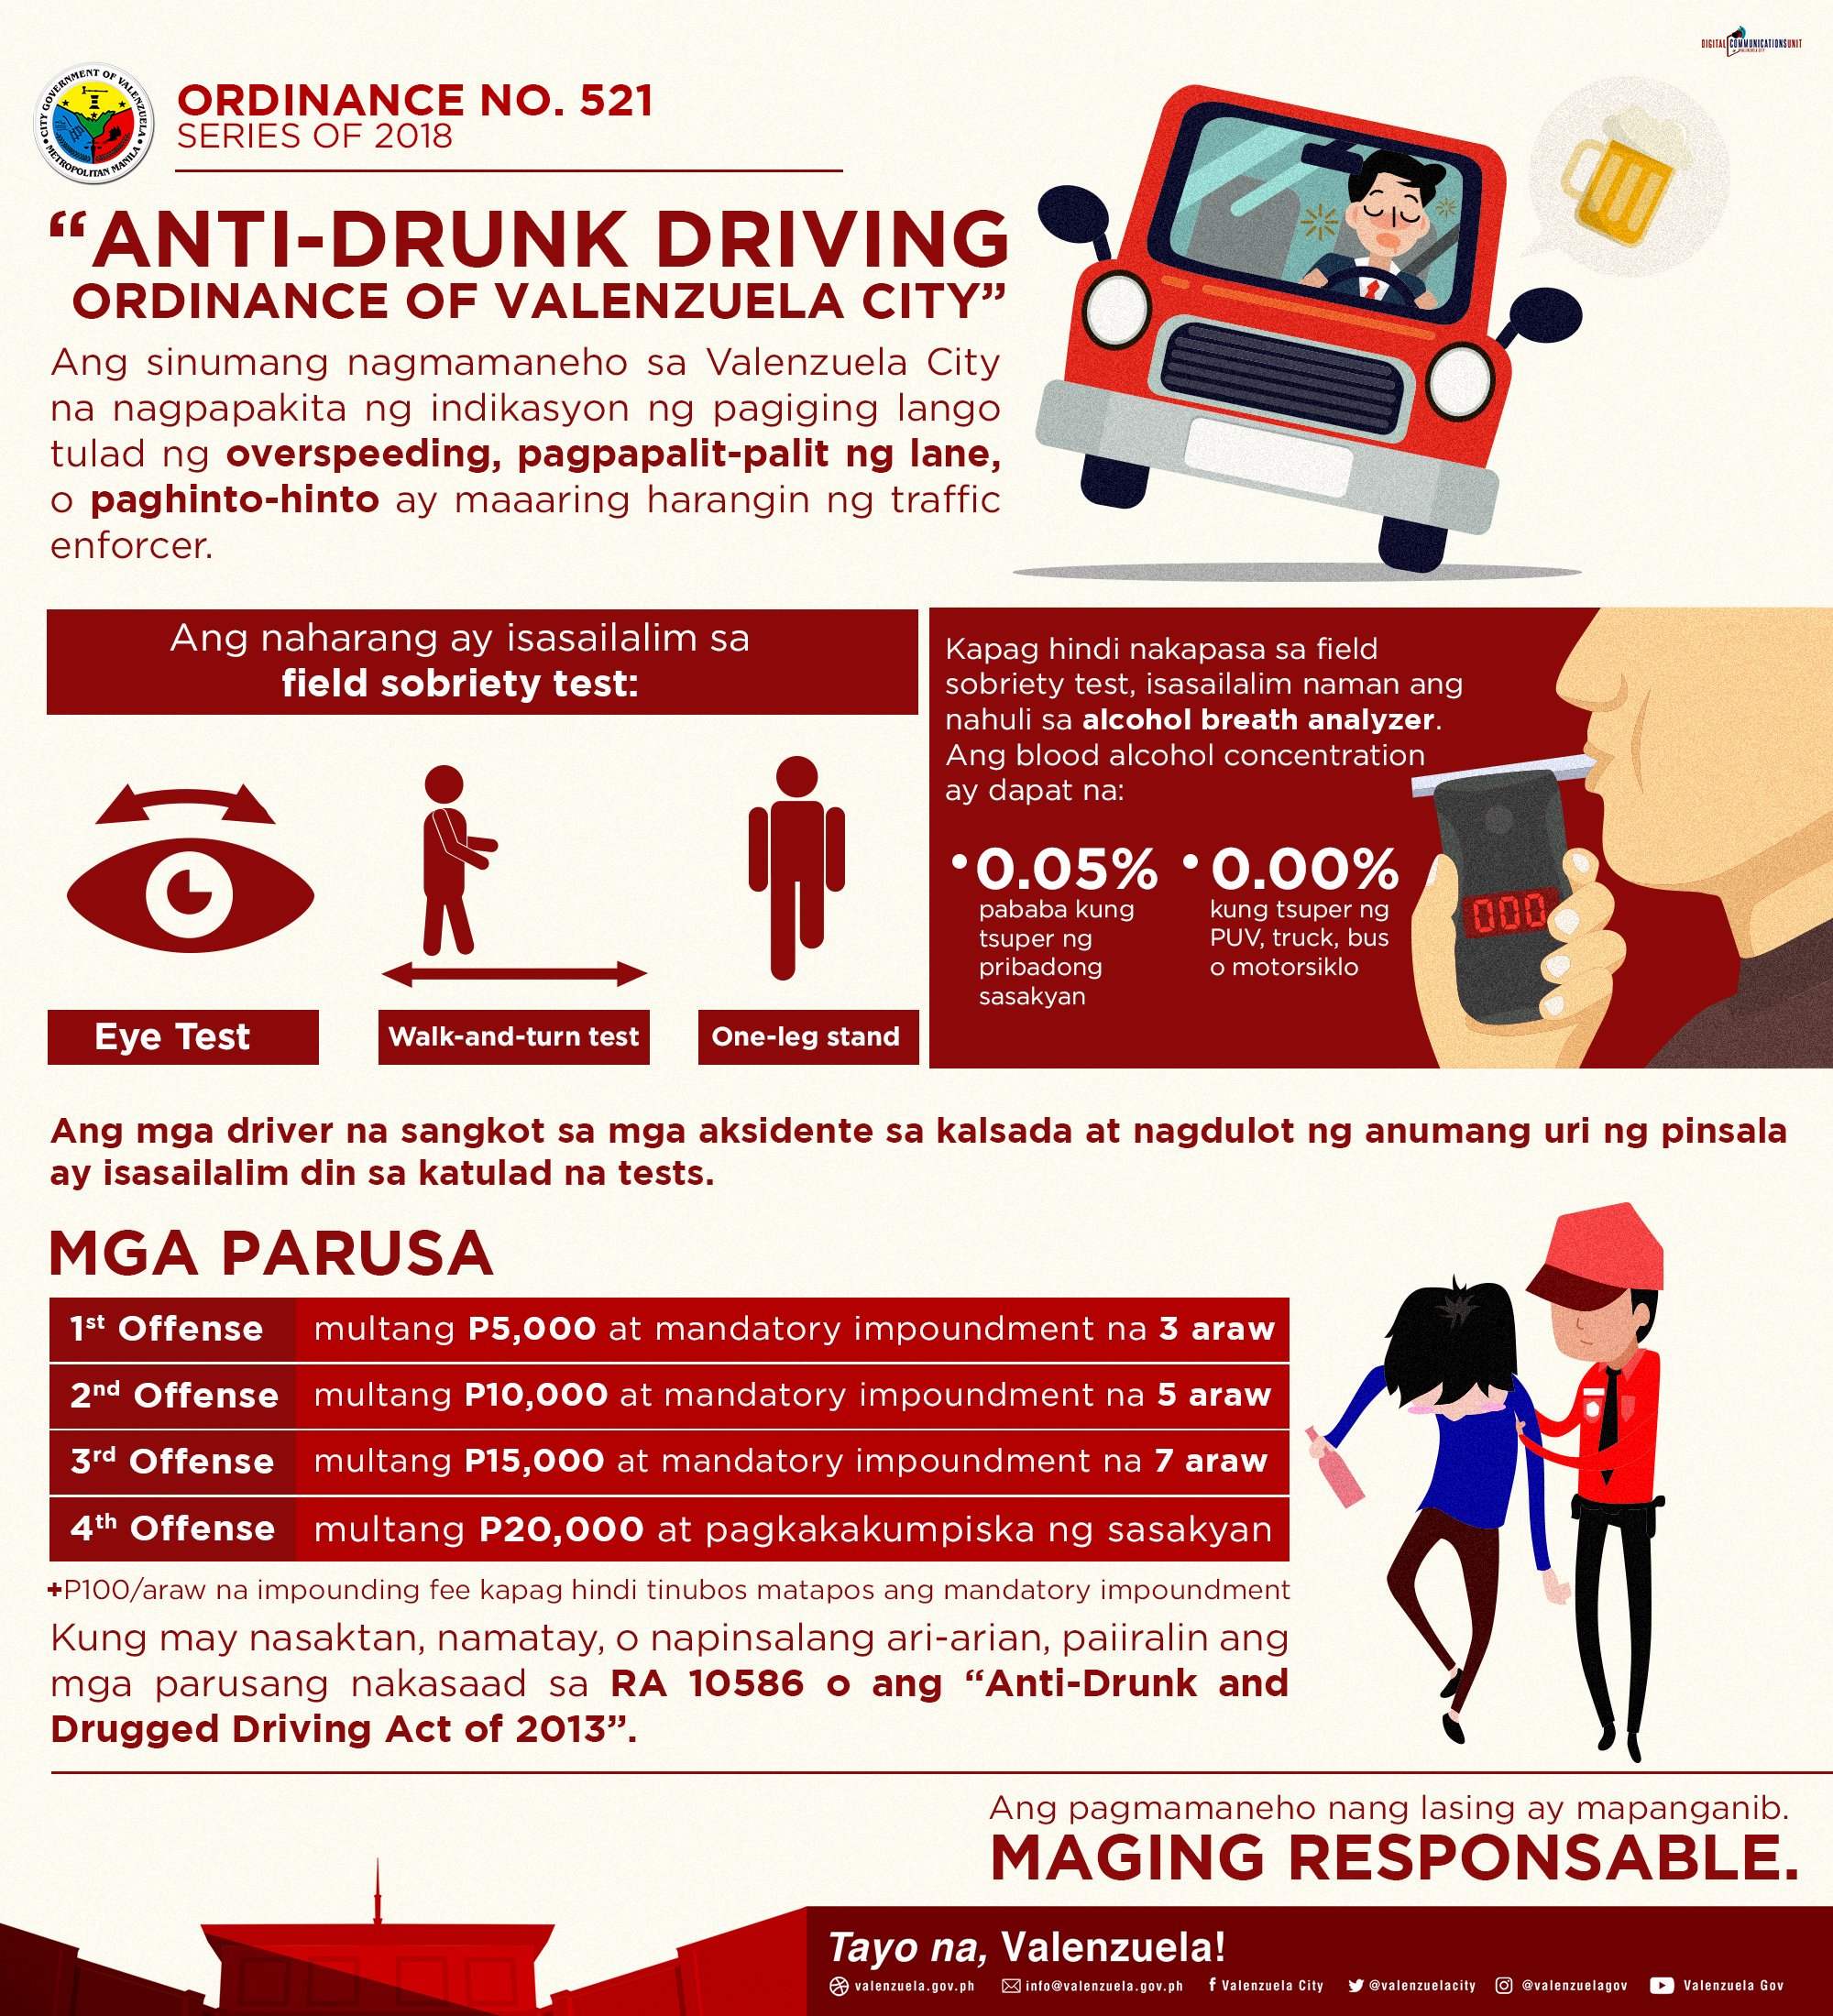 DIGITAL COMMUNICATIONS UNIT
CITY GOVERNMENT OF VALENZUELA
METROPOLITAN MANILA
ORDINANCE NO. 521
SERIES OF 2018
“ANTI-DRUNK DRIVING
ORDINANCE OF VALENZUELA CITY”
Ang sinumang nagmamaneho sa Valenzuela City
na nagpapakita ng indikasyon ng pagiging lango
tulad ng overspeeding, pagpapalit-palit ng lane,
o paghinto-hinto ay maaaring harangin ng traffic
enforcer.
Ang naharang ay isasailalim sa
field sobriety test:
Eye Test
Walk-and-turn test
One-leg stand
Kapag hindi nakapasa sa field
sobriety test, isasailalim naman ang
nahuli sa alcohol breath analyzer.
Ang blood alcohol concentration
ay dapat na:
• 0.05%
pababa kung
tsuper ng
pribadong
sasakyan
• 0.00%
kung tsuper ng
PUV, truck, bus
o motorsiklo
000
Ang mga driver na sangkot sa mga aksidente sa kalsada at nagdulot ng anumang uri ng pinsala
ay isasailalim din sa katulad na tests.
MGA PARUSA
1st Offense multang P5,000 at mandatory impoundment na 3 araw
2nd Offense multang P10,000 at mandatory impoundment na 5 araw
3rd Offense multang P15,000 at mandatory impoundment na 7 araw
4th Offense multang P20,000 at pagkakakumpiska ng sasakyan
+P100/araw na impounding fee kapag hindi tinubos matapos ang mandatory impoundment
Kung may nasaktan, namatay, o napinsalang ari-arian, paiiralin ang
mga parusang nakasaad sa RA 10586 o ang “Anti-Drunk and
Drugged Driving Act of 2013”.
Ang pagmamaneho nang lasing ay mapanganib.
MAGING RESPONSABLE.
Tayo na, Valenzuela!
valenzuela.gov.ph info@valenzuela.gov.ph Valenzuela City @valenzuelacity @valenzuelagov Valenzuela Gov